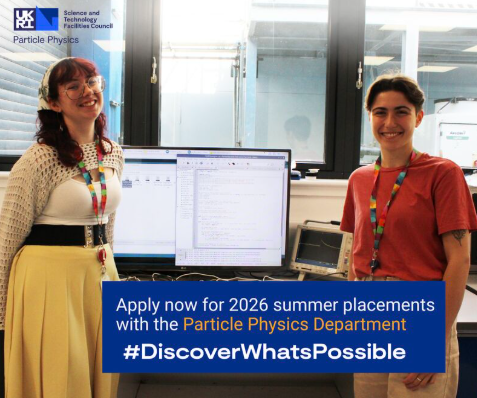 UKRI
Science and
Technology
Facilities Council
Particle Physics
Apply now for 2026 summer placements
with the Particle Physics Department
#DiscoverWhatsPossible